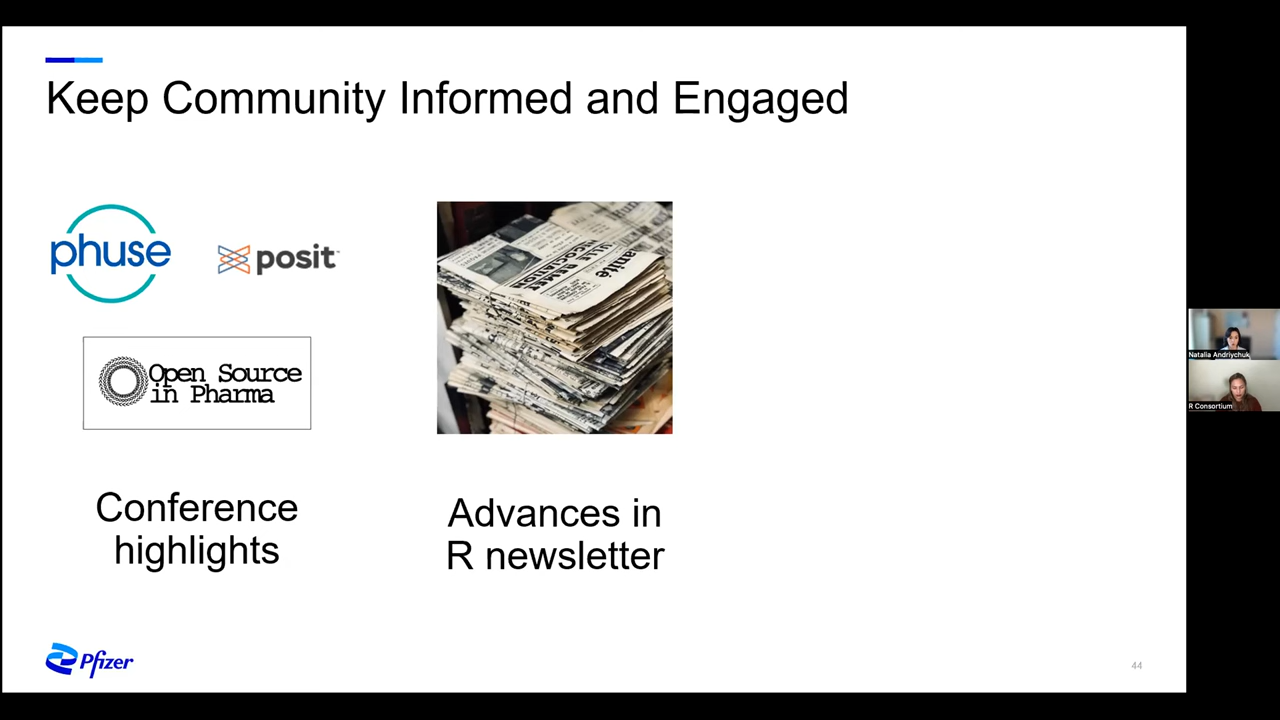 Keep Community Informed and Engaged
phuse
posit™
Open Source
in Pharma
Conference
highlights
Advances in
R newsletter
Pfizer
44
Natalia Andriychuk
R Consortium